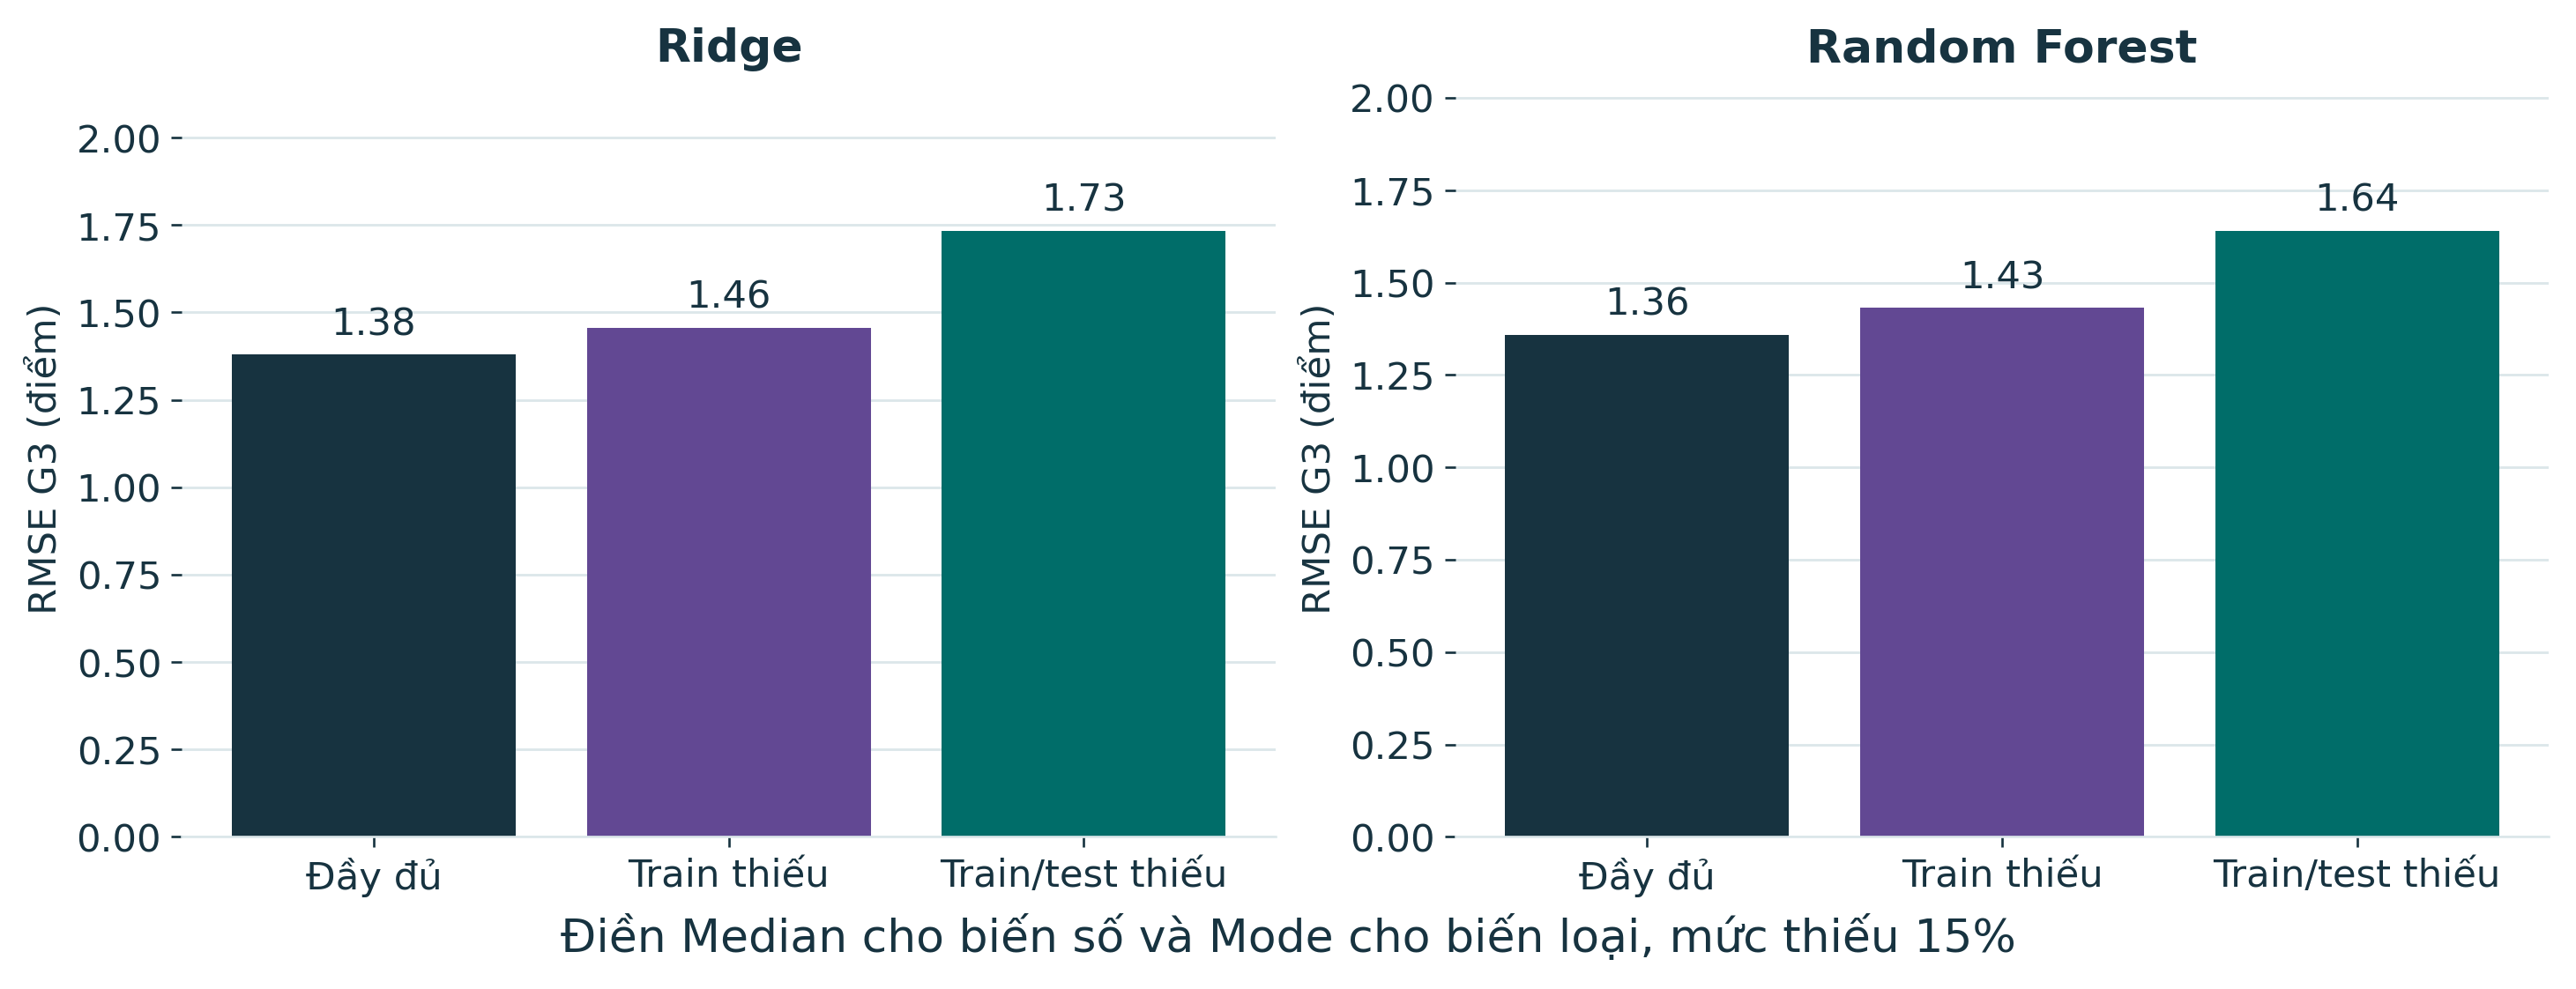 Ridge
RMSE G3 (điểm)
2.00
1.75
1.50
1.25
1.00
0.75
0.50
0.25
0.00
1.38
1.46
1.73
Đầy đủ
Train thiếu
Train/test thiếu
Random Forest
RMSE G3 (điểm)
2.00
1.75
1.50
1.25
1.00
0.75
0.50
0.25
0.00
1.36
1.43
1.64
Đầy đủ
Train thiếu
Train/test thiếu
Điền Median cho biến số và Mode cho biến loại, mức thiếu 15%